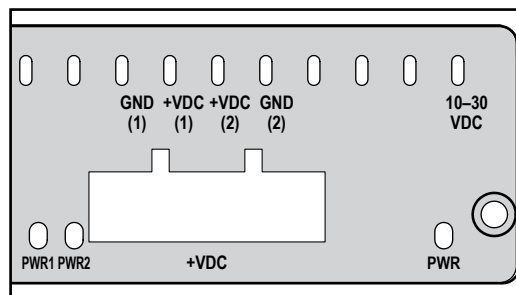 GND +VDC +VDC GND 10–30
(1) (1) (2) (2) VDC
PWR1 PWR2 +VDC PWR